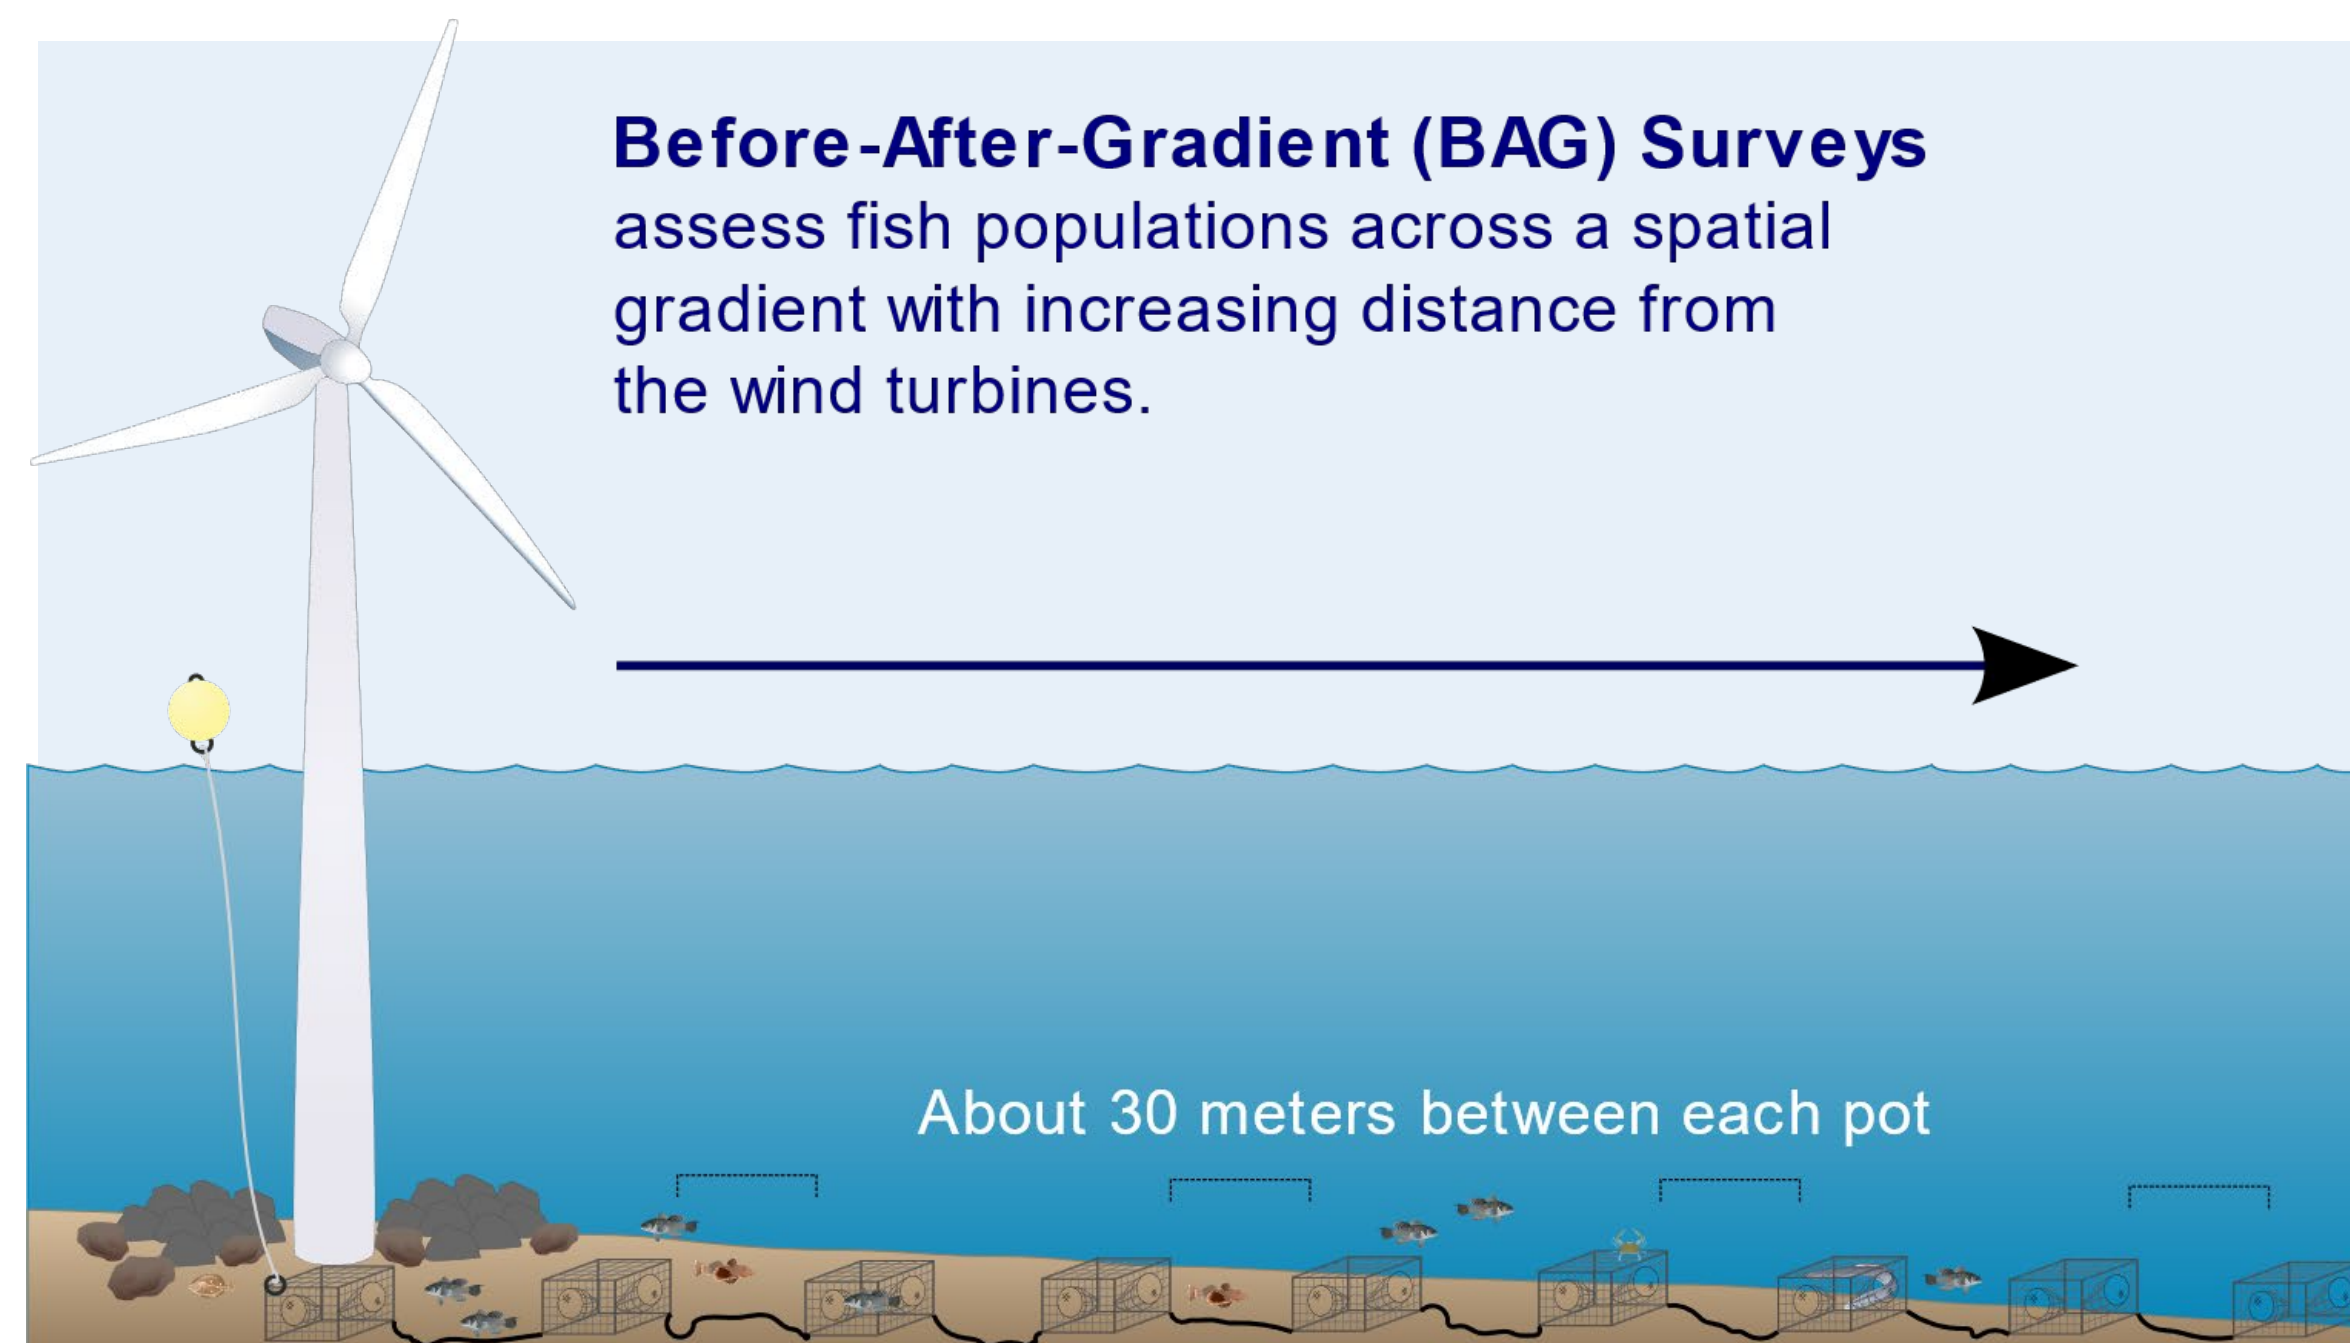 Before-After-Gradient (BAG) Surveys
assess fish populations across a spatial
gradient with increasing distance from
the wind turbines.
About 30 meters between each pot